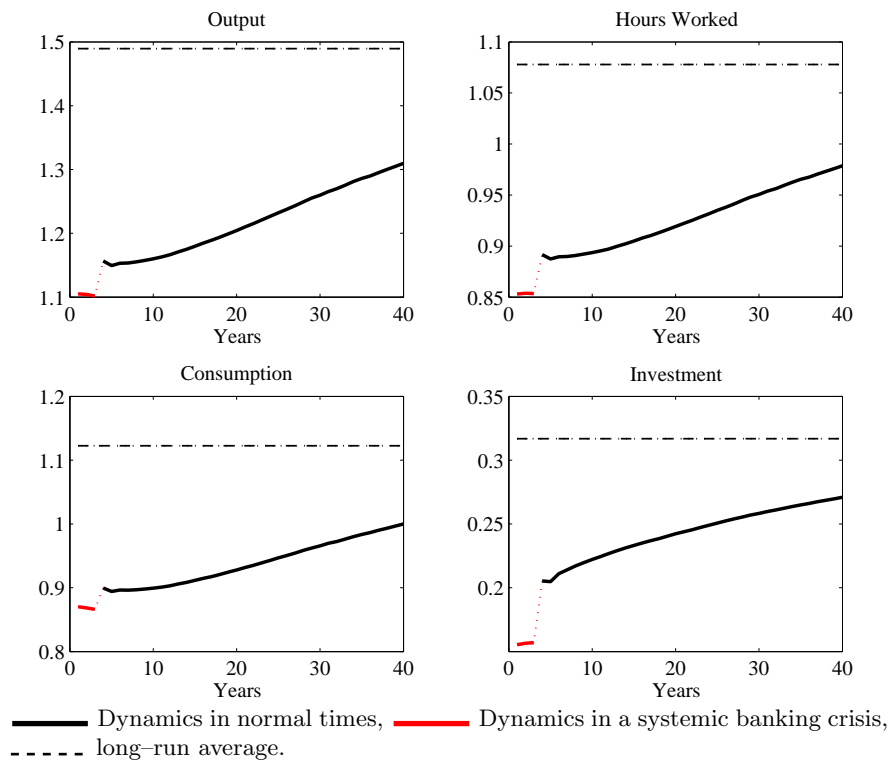 Output
1.5
1.4
1.3
1.2
1.1
0 10 20 30 40
Years
Hours Worked
1.1
1.05
1
0.95
0.9
0.85
0 10 20 30 40
Years
Consumption
1.2
1.1
1
0.9
0.8
0 10 20 30 40
Years
Investment
0.35
0.3
0.25
0.2
0 10 20 30 40
Years
Dynamics in normal times, Dynamics in a systemic banking crisis,
long–run average.